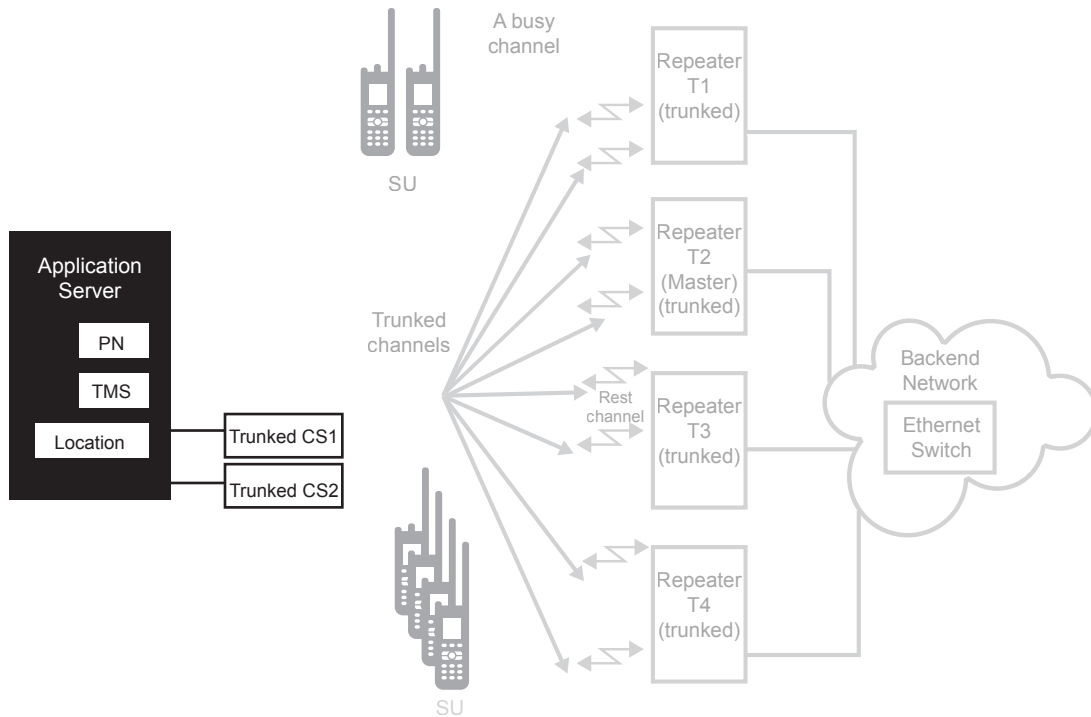 A busy
channel
SU
Application
Server
PN
TMS
Location
Trunked CS1
Trunked CS2
Trunked
channels
Rest
channel
Repeater
T1
(trunked)
Repeater
T2
(Master)
(trunked)
Repeater
T3
(trunked)
Repeater
T4
(trunked)
Backend
Network
Ethernet
Switch
SU